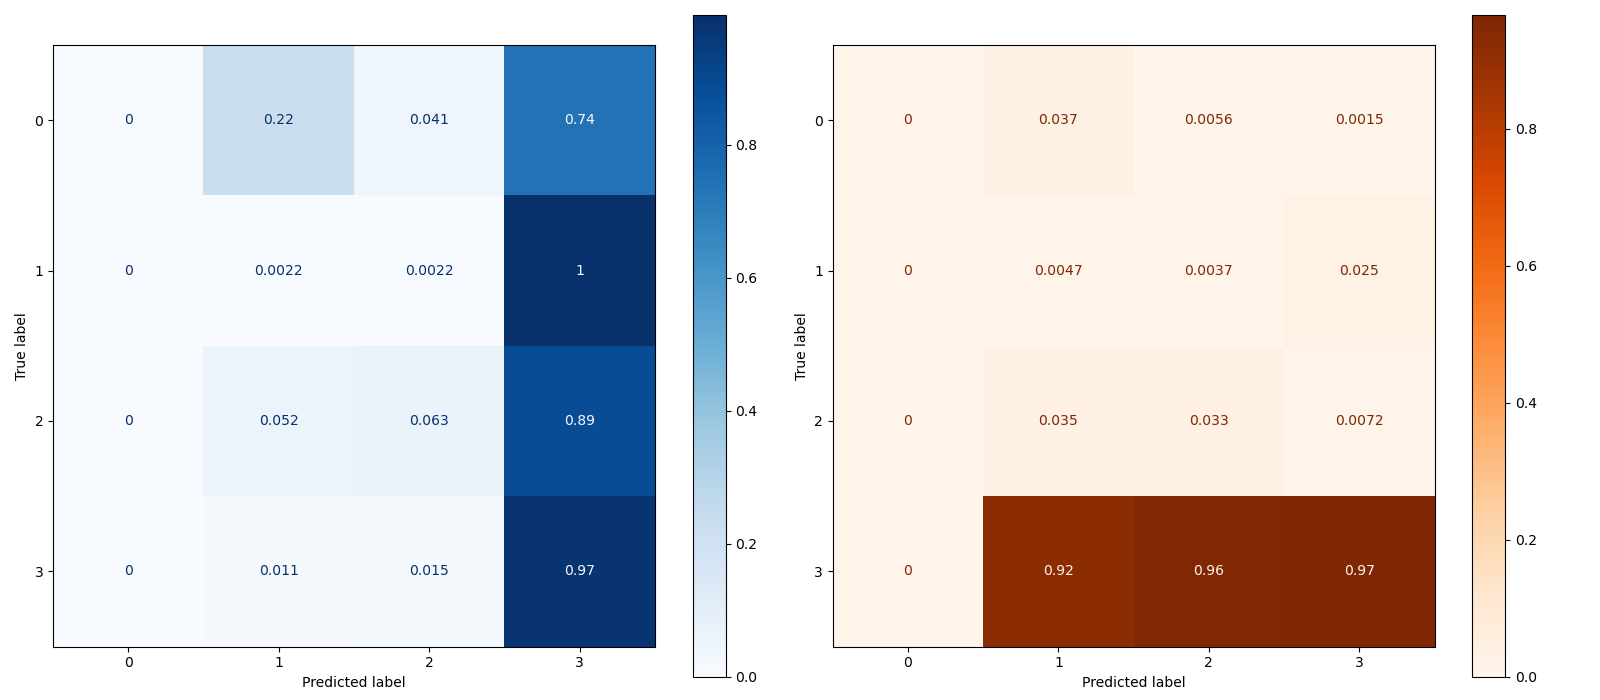 0 0 0.22 0.041 0.74
1 0 0.0022 0.0022 1
2 0 0.052 0.063 0.89
3 0 0.011 0.015 0.97
0 1 2 3
Predicted label
True label
0.8
0.6
0.4
0.2
0.0
0 0 0.037 0.0056 0.0015
1 0 0.0047 0.0037 0.025
2 0 0.035 0.033 0.0072
3 0 0.92 0.96 0.97
0 1 2 3
Predicted label
True label
0.8
0.6
0.4
0.2
0.0